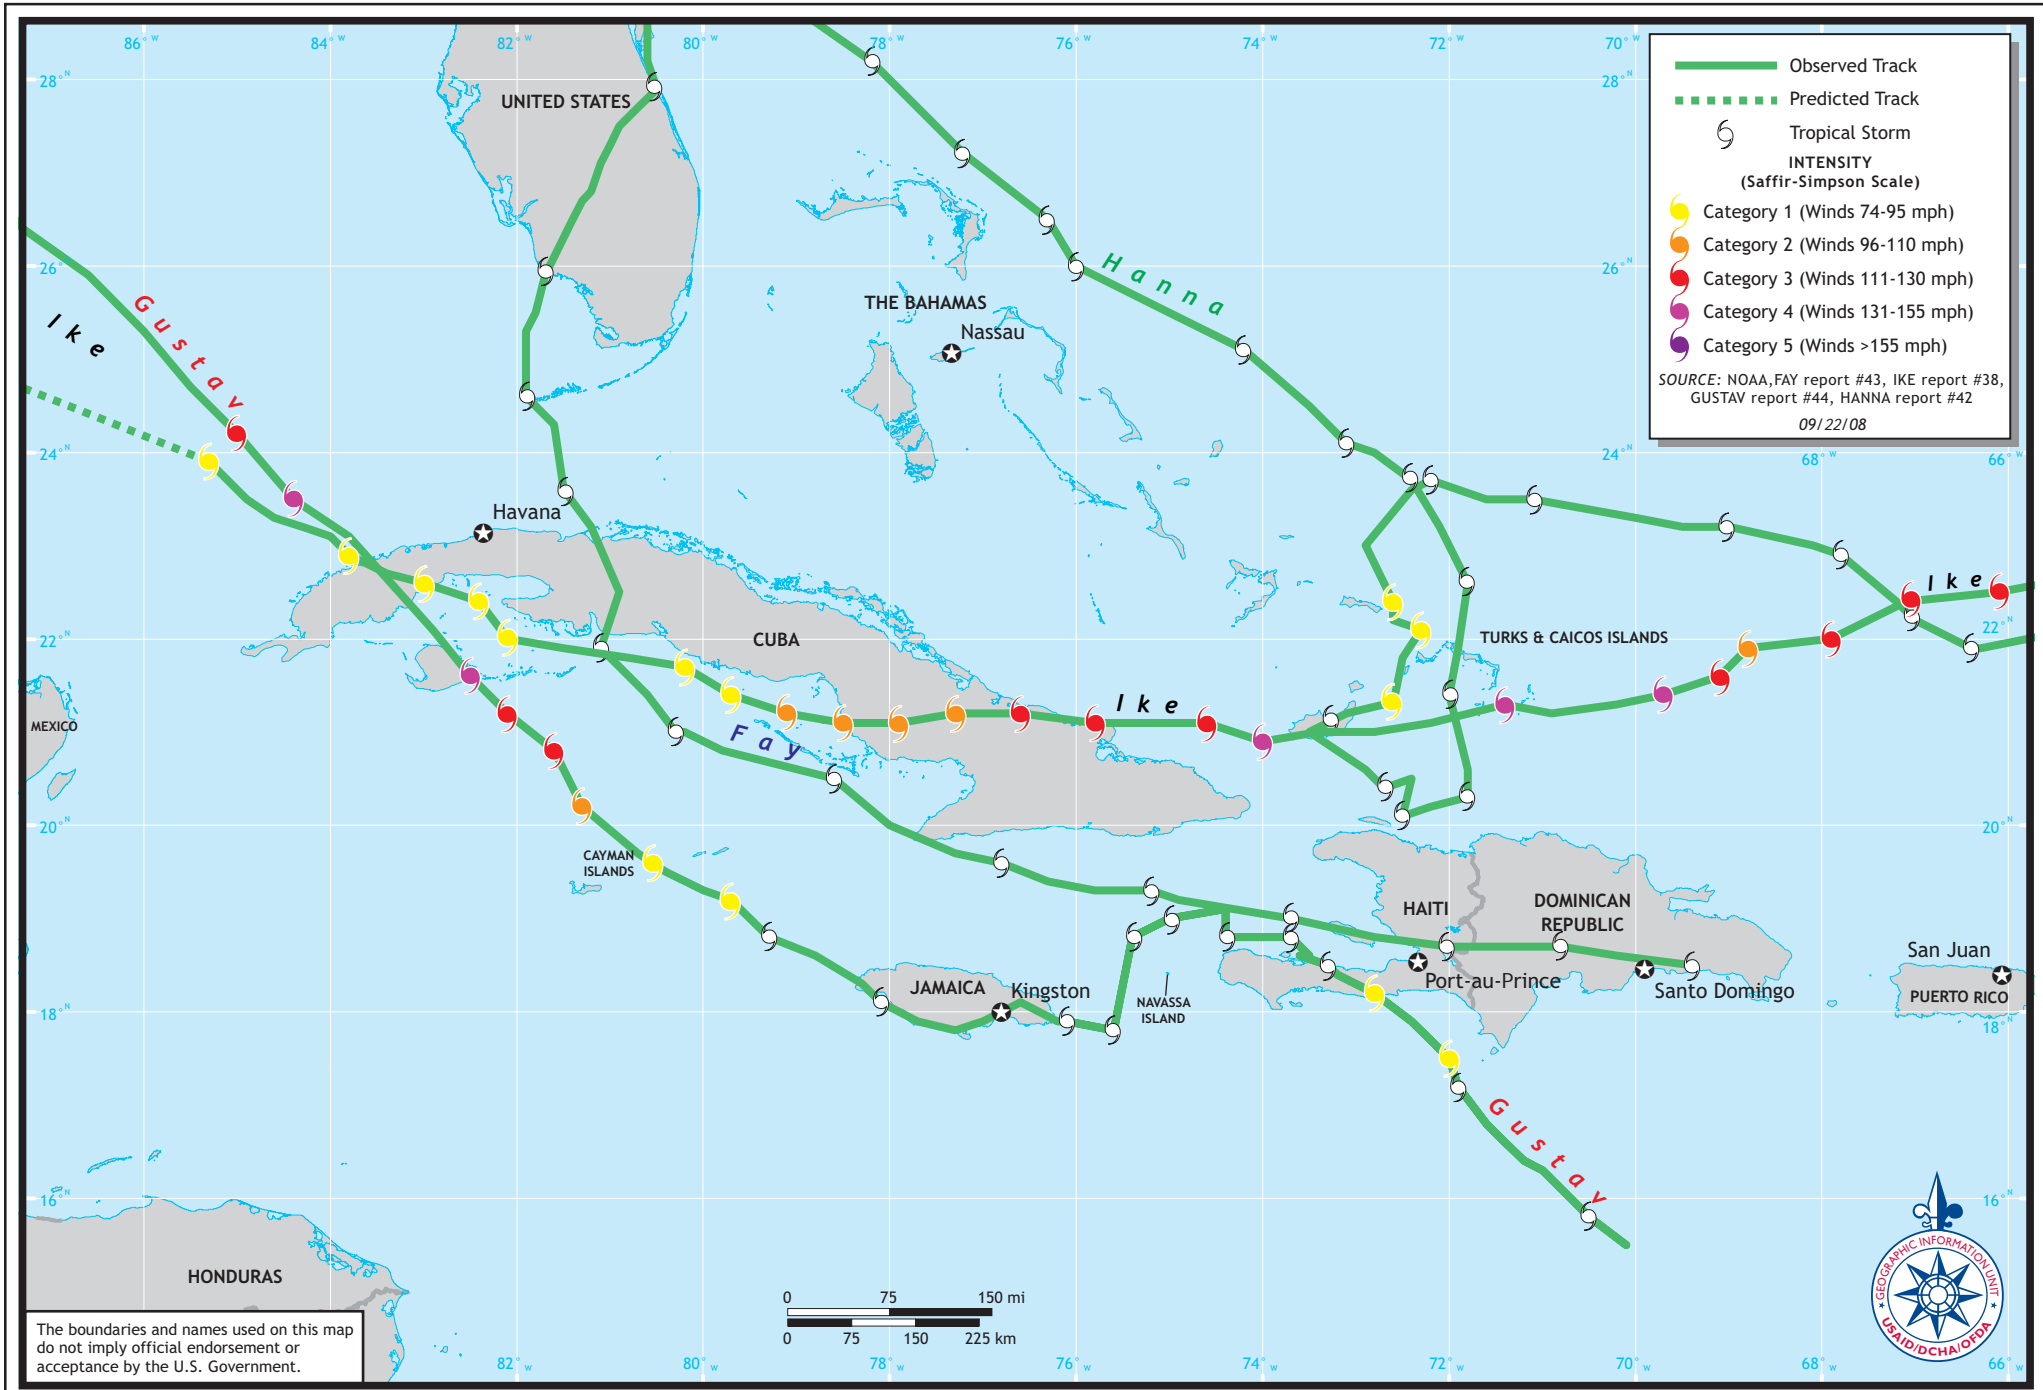 86°W 84°W 82°W 80°W 78°W 76°W 74°W 72°W 70°W
28°N
28°N
26°N
26°N
24°N
24°N
22°N
22°N
20°N
20°N
18°N
18°N
16°N
16°N
68°W
66°W
Observed Track
Predicted Track
Tropical Storm
INTENSITY
(Saffir-Simpson Scale)
Category 1 (Winds 74-95 mph)
Category 2 (Winds 96-110 mph)
Category 3 (Winds 111-130 mph)
Category 4 (Winds 131-155 mph)
Category 5 (Winds >155 mph)
SOURCE: NOAA,FAY report #43, IKE report #38,
GUSTAV report #44, HANNA report #42
09/22/08
UNITED STATES
Hanna
Gustav
Ike
THE BAHAMAS
Nassau
Havana
CUBA
TURKS & CAICOS ISLANDS
Ike
Ike
Fay
MEXICO
CAYMAN
ISLANDS
HAITI
DOMINICAN
REPUBLIC
Port-au-Prince
Santo Domingo
San Juan
PUERTO RICO
JAMAICA
Kingston
NAVASSA
ISLAND
Gustav
HONDURAS
0 75 150 mi
0 75 150 225 km
GEOGRAPHIC INFORMATION UNIT
USAID/DCHA/OFDA
The boundaries and names used on this map
do not imply official endorsement or
acceptance by the U.S. Government.
82°W 80°W 78°W 76°W 74°W 72°W 70°W 68°W 66°W